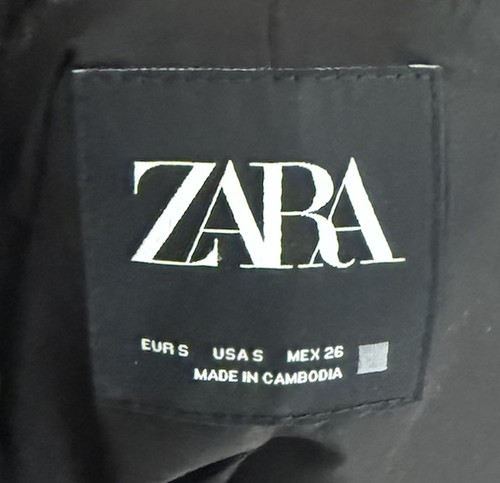 ZARA
EUR S USA S MEX 26
MADE IN CAMBODIA